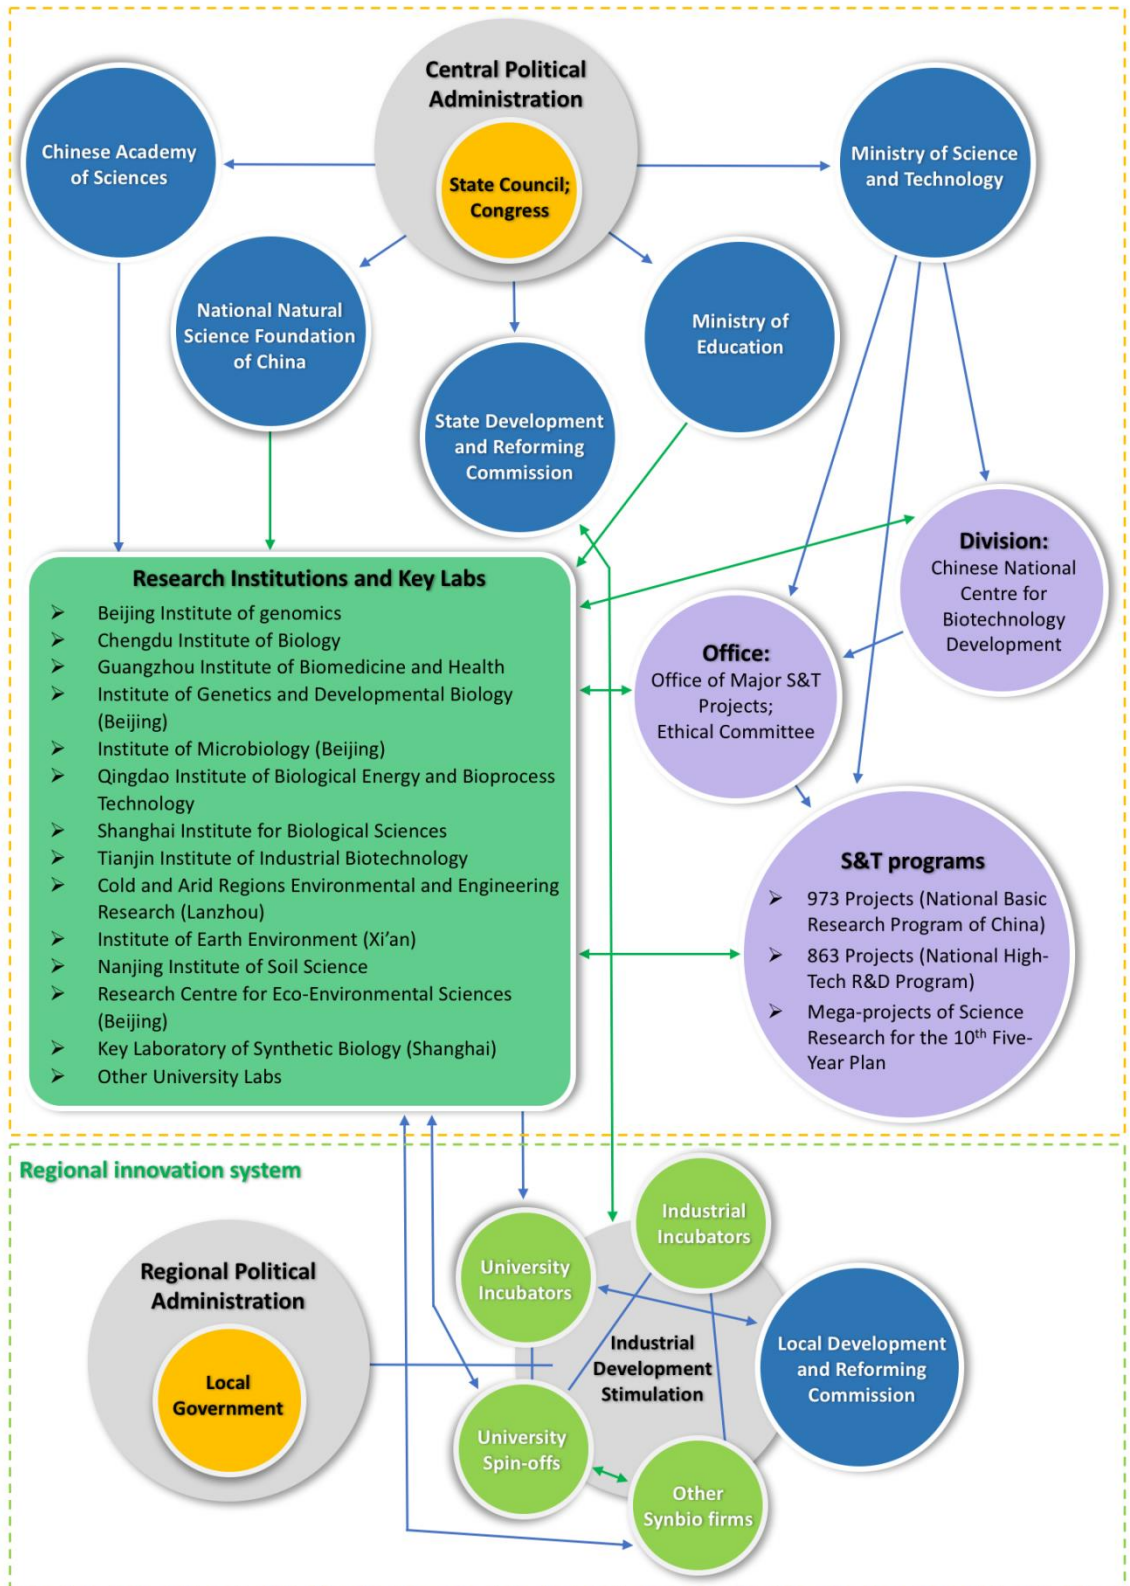 Central Political
Administration
State Council;
Congress
Chinese Academy
of Sciences
Ministry of Science
and Technology
National Natural
Science Foundation
of China
Ministry of
Education
State Development
and Reforming
Commission
Division:
Chinese National
Centre for
Biotechnology
Development
Office:
Office of Major S&T
Projects;
Ethical Committee
Research Institutions and Key Labs
➤ Beijing Institute of genomics
➤ Chengdu Institute of Biology
➤ Guangzhou Institute of Biomedicine and Health
➤ Institute of Genetics and Developmental Biology
(Beijing)
➤ Institute of Microbiology (Beijing)
➤ Qingdao Institute of Biological Energy and Bioprocess
Technology
➤ Shanghai Institute for Biological Sciences
➤ Tianjin Institute of Industrial Biotechnology
➤ Cold and Arid Regions Environmental and Engineering
Research (Lanzhou)
➤ Institute of Earth Environment (Xi’an)
➤ Nanjing Institute of Soil Science
➤ Research Centre for Eco-Environmental Sciences
(Beijing)
➤ Key Laboratory of Synthetic Biology (Shanghai)
➤ Other University Labs
S&T programs
➤ 973 Projects (National Basic
Research Program of China)
➤ 863 Projects (National High-
Tech R&D Program)
➤ Mega-projects of Science
Research for the 10th Five-
Year Plan
Regional innovation system
Regional Political
Administration
Local
Government
University
Incubators
Industrial
Incubators
Industrial
Development
Stimulation
Local Development
and Reforming
Commission
University
Spin-offs
Other
Synbio firms